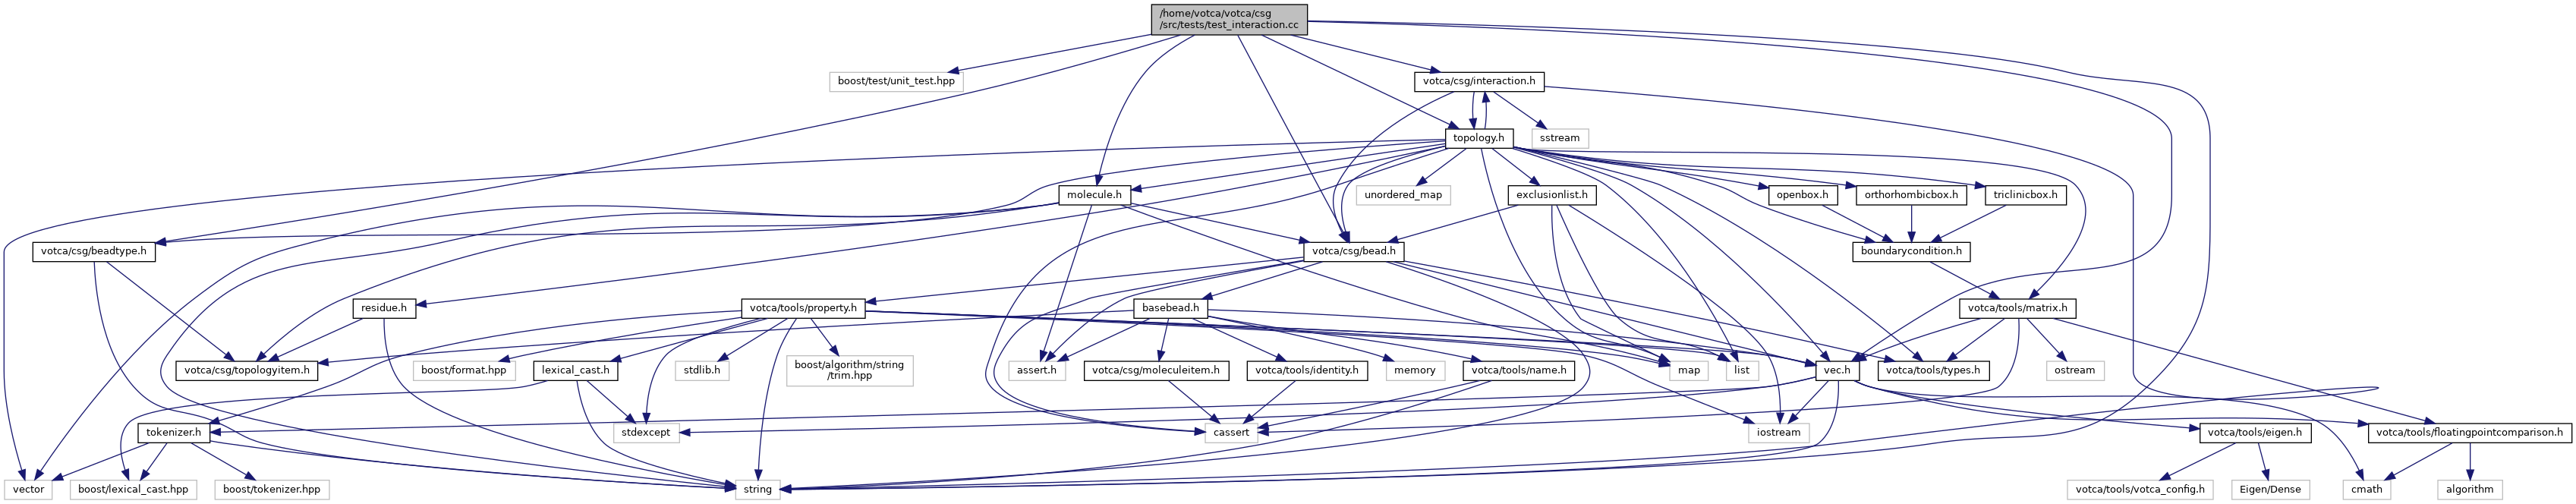 /home/votca/votca/csg
/src/tests/test_interaction.cc
boost/test/unit_test.hpp
votca/csg/interaction.h
topology.h
sstream
molecule.h
unordered_map
exclusionlist.h
openbox.h
orthorhombicbox.h
triclinicbox.h
votca/csg/beadtype.h
votca/csg/bead.h
boundarycondition.h
residue.h
votca/tools/property.h
basebead.h
votca/tools/matrix.h
votca/csg/topologyitem.h
boost/format.hpp
lexical_cast.h
stdlib.h
boost/algorithm/string
/trim.hpp
assert.h
votca/csg/moleculeitem.h
votca/tools/identity.h
memory
votca/tools/name.h
map
list
vec.h
votca/tools/types.h
ostream
tokenizer.h
stdexcept
cassert
iostream
votca/tools/eigen.h
votca/tools/floatingpointcomparison.h
vector
boost/lexical_cast.hpp
boost/tokenizer.hpp
string
votca/tools/votca_config.h
Eigen/Dense
cmath
algorithm